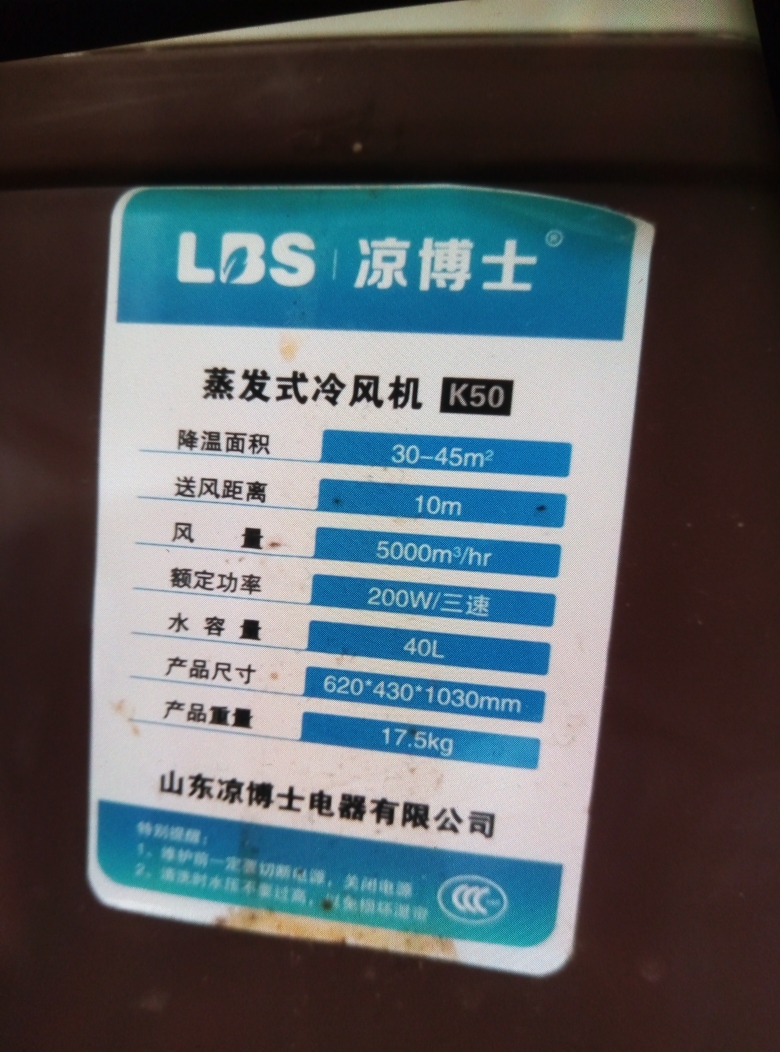 LBS | 凉博士®
蒸发式冷风机 K50
降温面积 30-45m²
送风距离 10m
风 量 5000m³/hr
额定功率 200W/三速
水容量 40L
产品尺寸 620*430*1030mm
产品重量 17.5kg
山东凉博士电器有限公司
特别提醒:
1、维护前一定要切断电源，关闭电源
2、清洗时水压不要过高，以免损坏湿帘
CCC